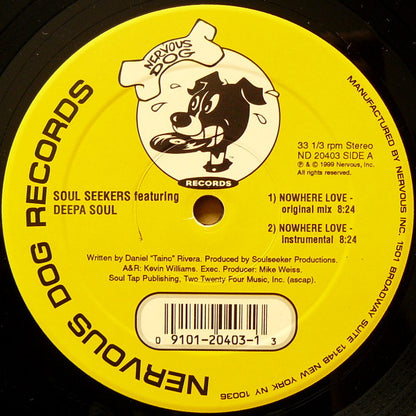 NERVOUS DOG RECORDS
NERVOUS
DOG
RECORDS
33 1/3 rpm Stereo
ND 20403 SIDE A
℗ & © 1999 Nervous, Inc.
All rights reserved.
SOUL SEEKERS featuring
DEEPA SOUL
1) NOWHERE LOVE -
original mix 8:24
2) NOWHERE LOVE -
instrumental 8:24
Written by Daniel "Tainc" Rivera. Produced by Soulseeker Productions.
A&R: Kevin Williams. Exec. Producer: Mike Weiss.
Soul Tap Publishing, Two Twenty Four Music, Inc. (ascap).
0 9101-20403-1 3
MANUFACTURED BY NERVOUS INC. 1501 BROADWAY SUITE 1314B NEW YORK NY 10036